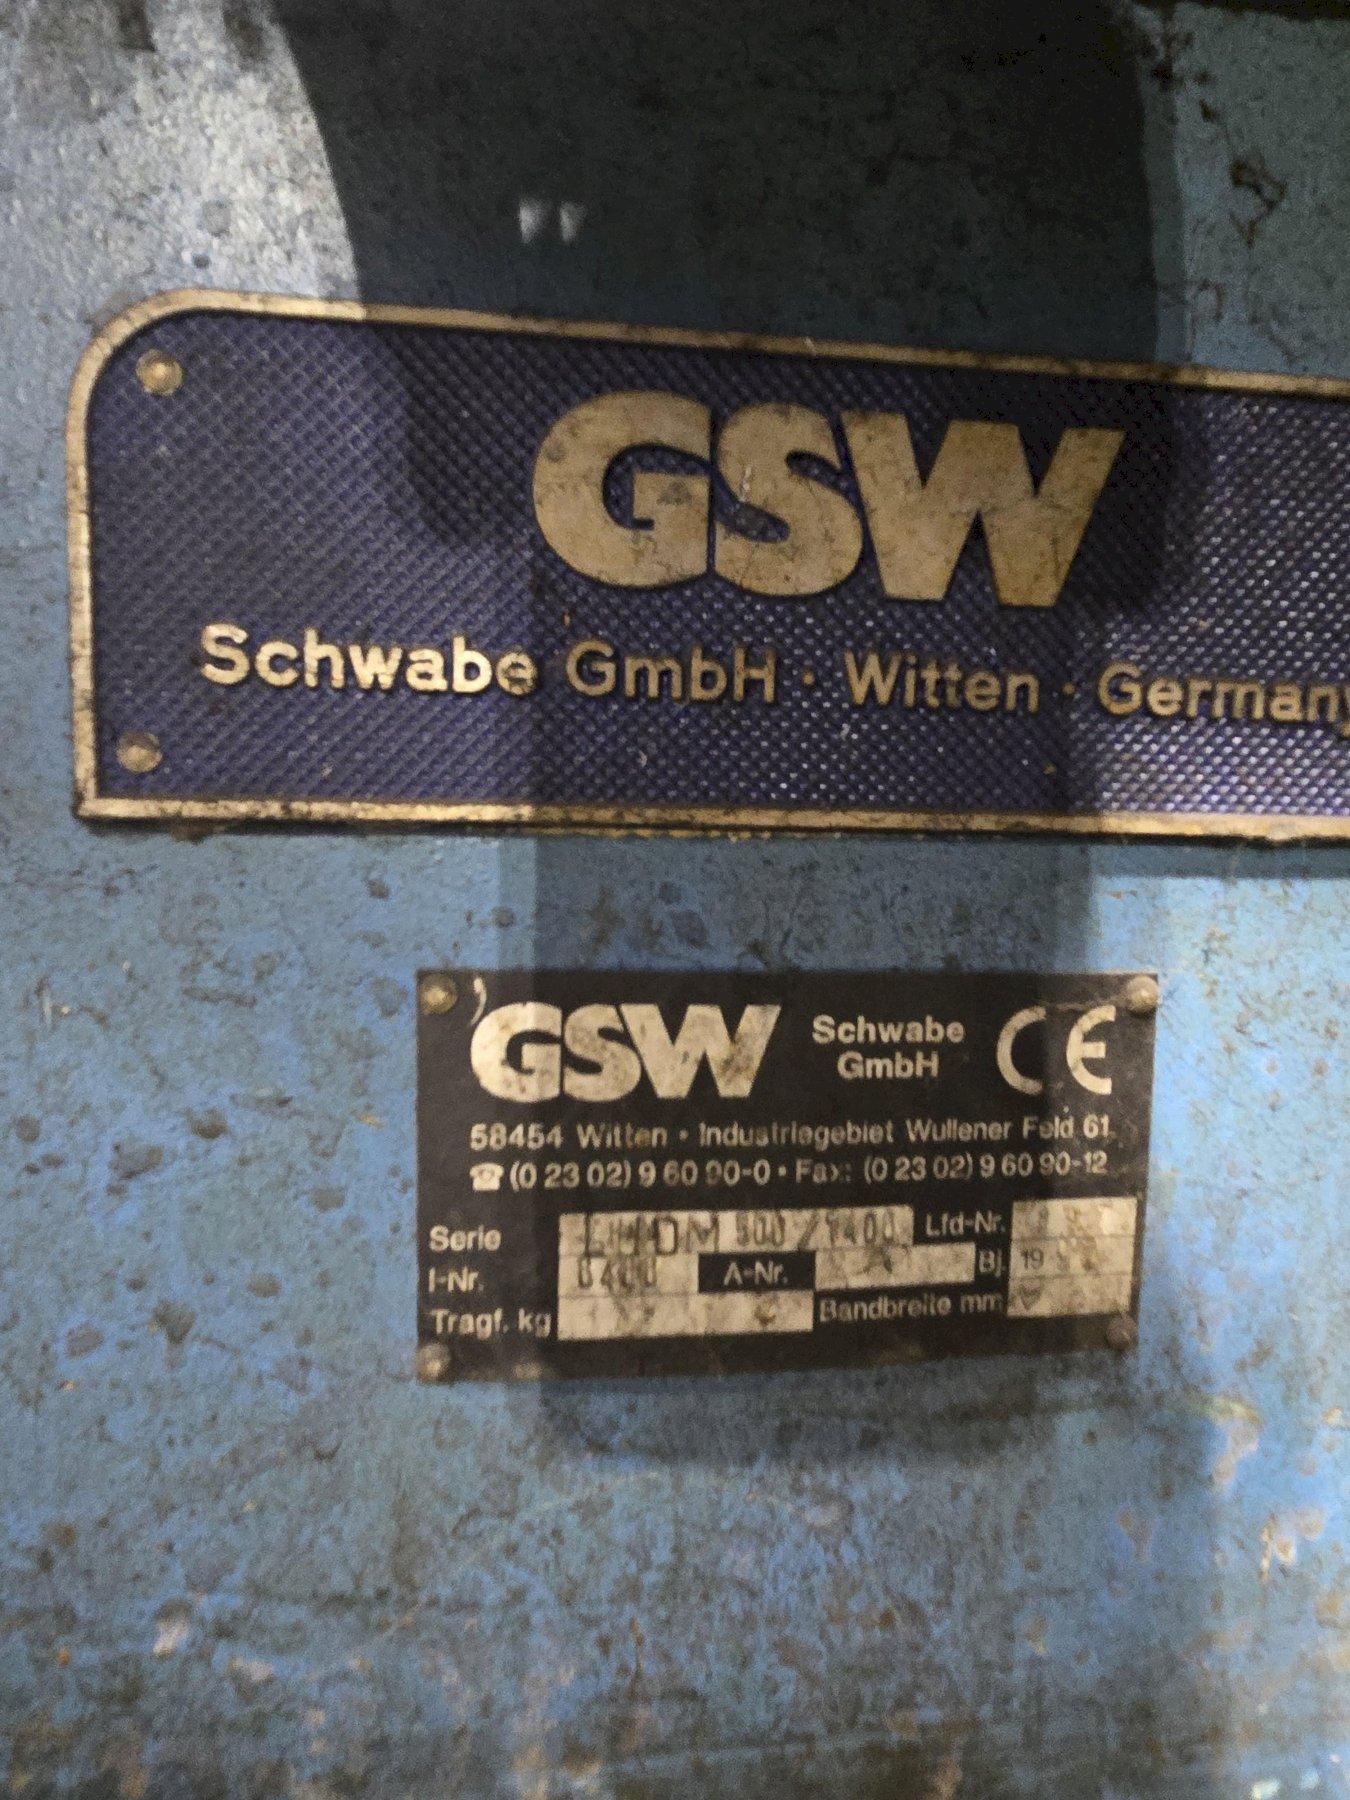 GSW
Schwabe GmbH · Witten · Germany
GSW Schwabe GmbH CE
58454 Witten • Industriegebiet Wullener Feld 61
☎ (0 23 02) 9 60 90-0 • Fax: (0 23 02) 9 60 90-12
Serie Lfd-Nr.
I-Nr. A-Nr. Bj. 19
Tragf. kg Bandbreite mm